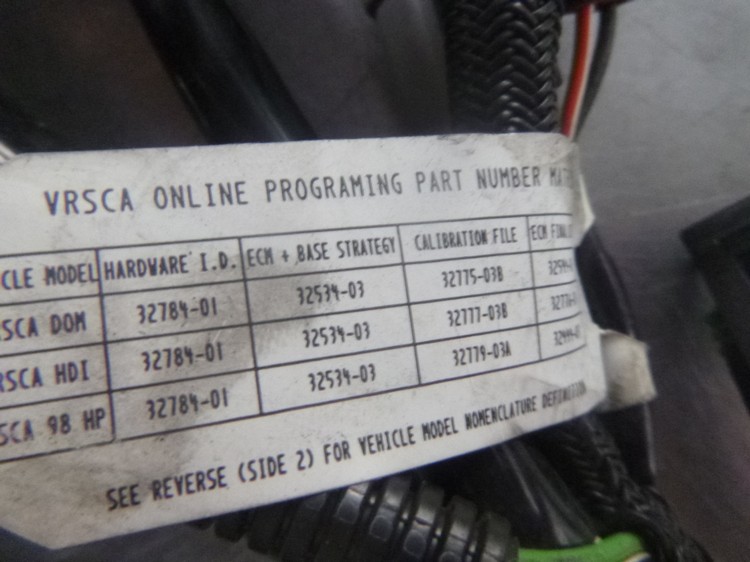 VRSCA ONLINE PROGRAMING PART NUMBER
CLE MODEL HARDWARE I.D. ECM + BASE STRATEGY CALIBRATION FILE ECM
SCA DOM 32784-01 32534-03 32775-03B
RSCA HDI 32784-01 32534-03 32777-03B
SCA 98 HP 32784-01 32534-03 32779-03A
SEE REVERSE (SIDE 2) FOR VEHICLE MODEL NOMENCLATURE DEFINITION